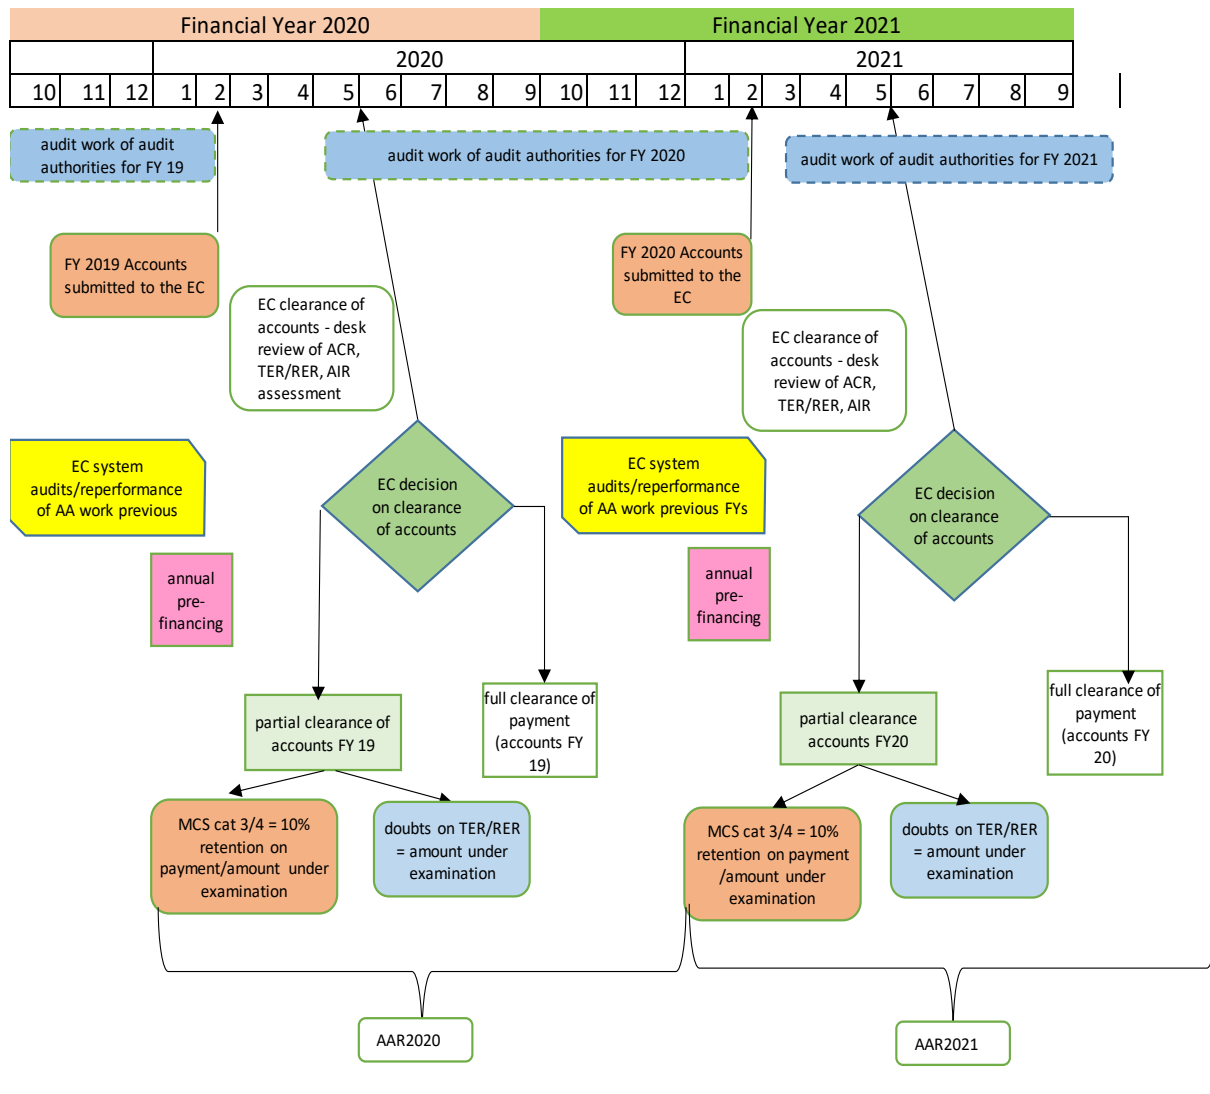 Financial Year 2020
Financial Year 2021
2020
2021
10 11 12 1 2 3 4 5 6 7 8 9 10 11 12 1 2 3 4 5 6 7 8 9
audit work of audit
authorities for FY 19
audit work of audit authorities for FY 2020
audit work of audit authorities for FY 2021
FY 2019 Accounts
submitted to the EC
FY 2020 Accounts
submitted to the
EC
EC clearance of
accounts - desk
review of ACR,
TER/RER, AIR
assessment
EC clearance of
accounts - desk
review of ACR,
TER/RER, AIR
EC system
audits/reperformance
of AA work previous
EC decision
on clearance
of accounts
EC system
audits/reperformance
of AA work previous FYs
EC decision
on clearance
of accounts
annual
pre-
financing
annual
pre-
financing
partial clearance of
accounts FY 19
full clearance of
payment
(accounts FY
19)
partial clearance
accounts FY20
full clearance of
payment
(accounts FY
20)
MCS cat 3/4 = 10%
retention on
payment/amount under
examination
doubts on TER/RER
= amount under
examination
MCS cat 3/4 = 10%
retention on payment
/amount under
examination
doubts on TER/RER
= amount under
examination
AAR2020
AAR2021